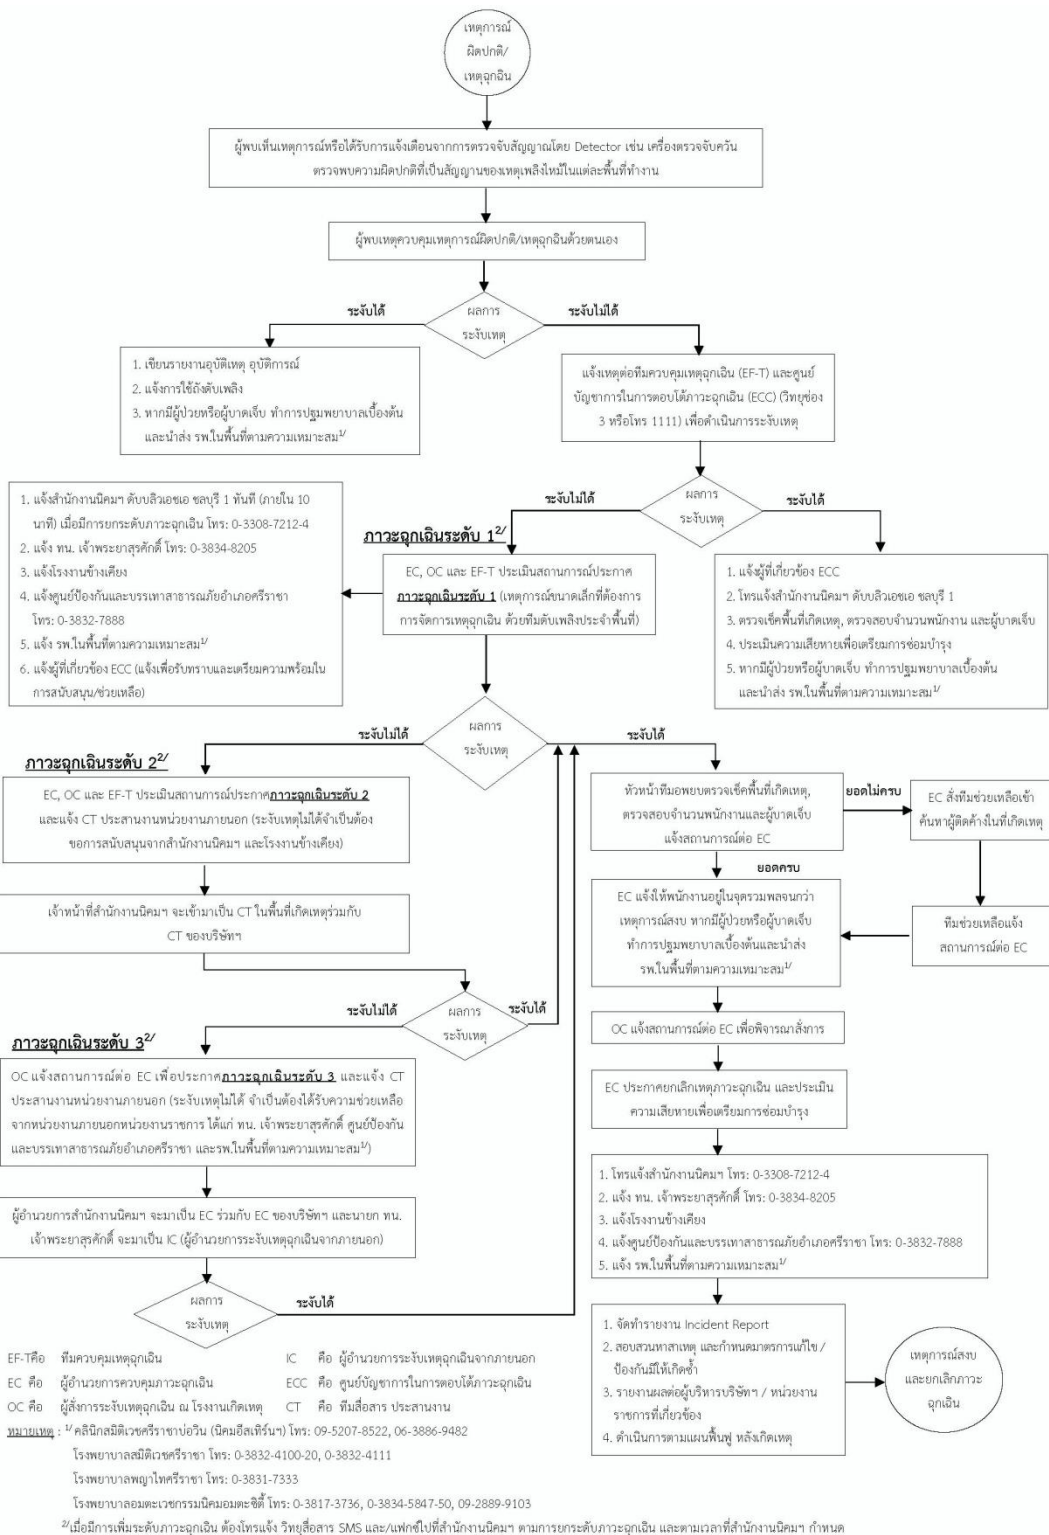 เหตุการณ์
ผิดปกติ/
เหตุฉุกเฉิน
ผู้พบเห็นเหตุการณ์หรือได้รับการแจ้งเตือนจากการตรวจจับสัญญาณโดย Detector เช่น เครื่องตรวจจับควัน
ตรวจพบความผิดปกติที่เป็นสัญญานของเหตุเพลิงไหม้ในแต่ละพื้นที่ทำงาน
ผู้พบเหตุควบคุมเหตุการณ์ผิดปกติ/เหตุฉุกเฉินด้วยตนเอง
ระงับได้
ผลการ
ระงับเหตุ
ระงับไม่ได้
1. เขียนรายงานอุบัติเหตุ อุบัติการณ์
2. แจ้งการใช้ถังดับเพลิง
3. หากมีผู้ป่วยหรือผู้บาดเจ็บ ทำการปฐมพยาบาลเบื้องต้น
และนำส่ง รพ.ในพื้นที่ตามความเหมาะสม1/
แจ้งเหตุต่อทีมควบคุมเหตุฉุกเฉิน (EF-T) และศูนย์
บัญชาการในการตอบโต้ภาวะฉุกเฉิน (ECC) (วิทยุช่อง
3 หรือโทร 1111) เพื่อดำเนินการระงับเหตุ
ระงับไม่ได้
ผลการ
ระงับเหตุ
ระงับได้
1. แจ้งสำนักงานนิคมฯ ดับบลิวเอชเอ ชลบุรี 1 ทันที (ภายใน 10
นาที) เมื่อมีการยกระดับภาวะฉุกเฉิน โทร: 0-3308-7212-4
2. แจ้ง ทน. เจ้าพระยาสุรศักดิ์ โทร: 0-3834-8205
3. แจ้งโรงงานข้างเคียง
4. แจ้งศูนย์ป้องกันและบรรเทาสาธารณภัยอำเภอศรีราชา
โทร: 0-3832-7888
5. แจ้ง รพ.ในพื้นที่ตามความเหมาะสม1/
6. แจ้งผู้ที่เกี่ยวข้อง ECC (แจ้งเพื่อรับทราบและเตรียมความพร้อมใน
การสนับสนุน/ช่วยเหลือ)
ภาวะฉุกเฉินระดับ 12/
EC, OC และ EF-T ประเมินสถานการณ์ประกาศ
ภาวะฉุกเฉินระดับ 1 (เหตุการณ์ขนาดเล็กที่ต้องการ
การจัดการเหตุฉุกเฉิน ด้วยทีมดับเพลิงประจำพื้นที่)
1. แจ้งผู้ที่เกี่ยวข้อง ECC
2. โทรแจ้งสำนักงานนิคมฯ ดับบลิวเอชเอ ชลบุรี 1
3. ตรวจเช็คพื้นที่เกิดเหตุ, ตรวจสอบจำนวนพนักงาน และผู้บาดเจ็บ
4. ประเมินความเสียหายเพื่อเตรียมการซ่อมบำรุง
5. หากมีผู้ป่วยหรือผู้บาดเจ็บ ทำการปฐมพยาบาลเบื้องต้น
และนำส่ง รพ.ในพื้นที่ตามความเหมาะสม1/
ระงับไม่ได้
ผลการ
ระงับเหตุ
ระงับได้
ภาวะฉุกเฉินระดับ 22/
EC, OC และ EF-T ประเมินสถานการณ์ประกาศภาวะฉุกเฉินระดับ 2
และแจ้ง CT ประสานงานหน่วยงานภายนอก (ระงับเหตุไม่ได้จำเป็นต้อง
ขอการสนับสนุนจากสำนักงานนิคมฯ และโรงงานข้างเคียง)
หัวหน้าทีมอพยบตรวจเช็คพื้นที่เกิดเหตุ,
ตรวจสอบจำนวนพนักงานและผู้บาดเจ็บ
แจ้งสถานการณ์ต่อ EC
ยอดไม่ครบ
EC สั่งทีมช่วยเหลือเข้า
ค้นหาผู้ติดค้างในที่เกิดเหตุ
ยอดครบ
เจ้าหน้าที่สำนักงานนิคมฯ จะเข้ามาเป็น CT ในพื้นที่เกิดเหตุร่วมกับ
CT ของบริษัทฯ
EC แจ้งให้พนักงานอยู่ในจุดรวมพลจนกว่า
เหตุการณ์สงบ หากมีผู้ป่วยหรือผู้บาดเจ็บ
ทำการปฐมพยาบาลเบื้องต้นและนำส่ง
รพ.ในพื้นที่ตามความเหมาะสม1/
ทีมช่วยเหลือแจ้ง
สถานการณ์ต่อ EC
ระงับไม่ได้
ผลการ
ระงับเหตุ
ระงับได้
OC แจ้งสถานการณ์ต่อ EC เพื่อพิจารณาสั่งการ
ภาวะฉุกเฉินระดับ 32/
OC แจ้งสถานการณ์ต่อ EC เพื่อประกาศภาวะฉุกเฉินระดับ 3 และแจ้ง CT
ประสานงานหน่วยงานภายนอก (ระงับเหตุไม่ได้ จำเป็นต้องได้รับความช่วยเหลือ
จากหน่วยงานภายนอกหน่วยงานราชการ ได้แก่ ทน. เจ้าพระยาสุรศักดิ์ ศูนย์ป้องกัน
และบรรเทาสาธารณภัยอำเภอศรีราชา และรพ.ในพื้นที่ตามความเหมาะสม1/)
EC ประกาศยกเลิกเหตุภาวะฉุกเฉิน และประเมิน
ความเสียหายเพื่อเตรียมการซ่อมบำรุง
ผู้อำนวยการสำนักงานนิคมฯ จะมาเป็น EC ร่วมกับ EC ของบริษัทฯ และนายก ทน.
เจ้าพระยาสุรศักดิ์ จะมาเป็น IC (ผู้อำนวยการระงับเหตุฉุกเฉินจากภายนอก)
1. โทรแจ้งสำนักงานนิคมฯ โทร: 0-3308-7212-4
2. แจ้ง ทน. เจ้าพระยาสุรศักดิ์ โทร: 0-3834-8205
3. แจ้งโรงงานข้างเคียง
4. แจ้งศูนย์ป้องกันและบรรเทาสาธารณภัยอำเภอศรีราชา โทร: 0-3832-7888
5. แจ้ง รพ.ในพื้นที่ตามความเหมาะสม1/
ผลการ
ระงับเหตุ
ระงับได้
1. จัดทำรายงาน Incident Report
2. สอบสวนหาสาเหตุ และกำหนดมาตรการแก้ไข /
ป้องกันมิให้เกิดซ้ำ
3. รายงานผลต่อผู้บริหารบริษัทฯ / หน่วยงาน
ราชการที่เกี่ยวข้อง
4. ดำเนินการตามแผนฟื้นฟู หลังเกิดเหตุ
เหตุการณ์สงบ
และยกเลิกภาวะ
ฉุกเฉิน
EF-Tคือ ทีมควบคุมเหตุฉุกเฉิน IC คือ ผู้อำนวยการระงับเหตุฉุกเฉินจากภายนอก
EC คือ ผู้อำนวยการควบคุมภาวะฉุกเฉิน ECC คือ ศูนย์บัญชาการในการตอบโต้ภาวะฉุกเฉิน
OC คือ ผู้สั่งการระงับเหตุฉุกเฉิน ณ โรงงานเกิดเหตุ CT คือ ทีมสื่อสาร ประสานงาน
หมายเหตุ : 1/ คลินิกสมิติเวชศรีราชาบ่อวิน (นิคมอีสเทิร์นฯ) โทร: 09-5207-8522, 06-3886-9482
โรงพยาบาลสมิติเวชศรีราชา โทร: 0-3832-4100-20, 0-3832-4111
โรงพยาบาลพญาไทศรีราชา โทร: 0-3831-7333
โรงพยาบาลอมตะเวชกรรมนิคมอมตะซิตี้ โทร: 0-3817-3736, 0-3834-5847-50, 09-2889-9103
2/เมื่อมีการเพิ่มระดับภาวะฉุกเฉิน ต้องโทรแจ้ง วิทยุสื่อสาร SMS และ/แฟกซ์ไปที่สำนักงานนิคมฯ ตามการยกระดับภาวะฉุกเฉิน และตามเวลาที่สำนักงานนิคมฯ กำหนด